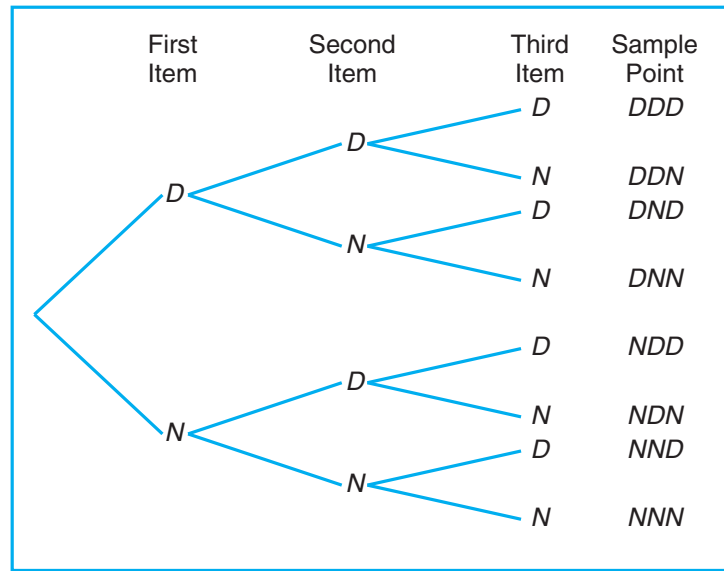 First Second Third Sample
Item Item Item Point
D DDD
D
N DDN
D
D DND
N
N DNN
D NDD
D
N NDN
N
D NND
N
N NNN